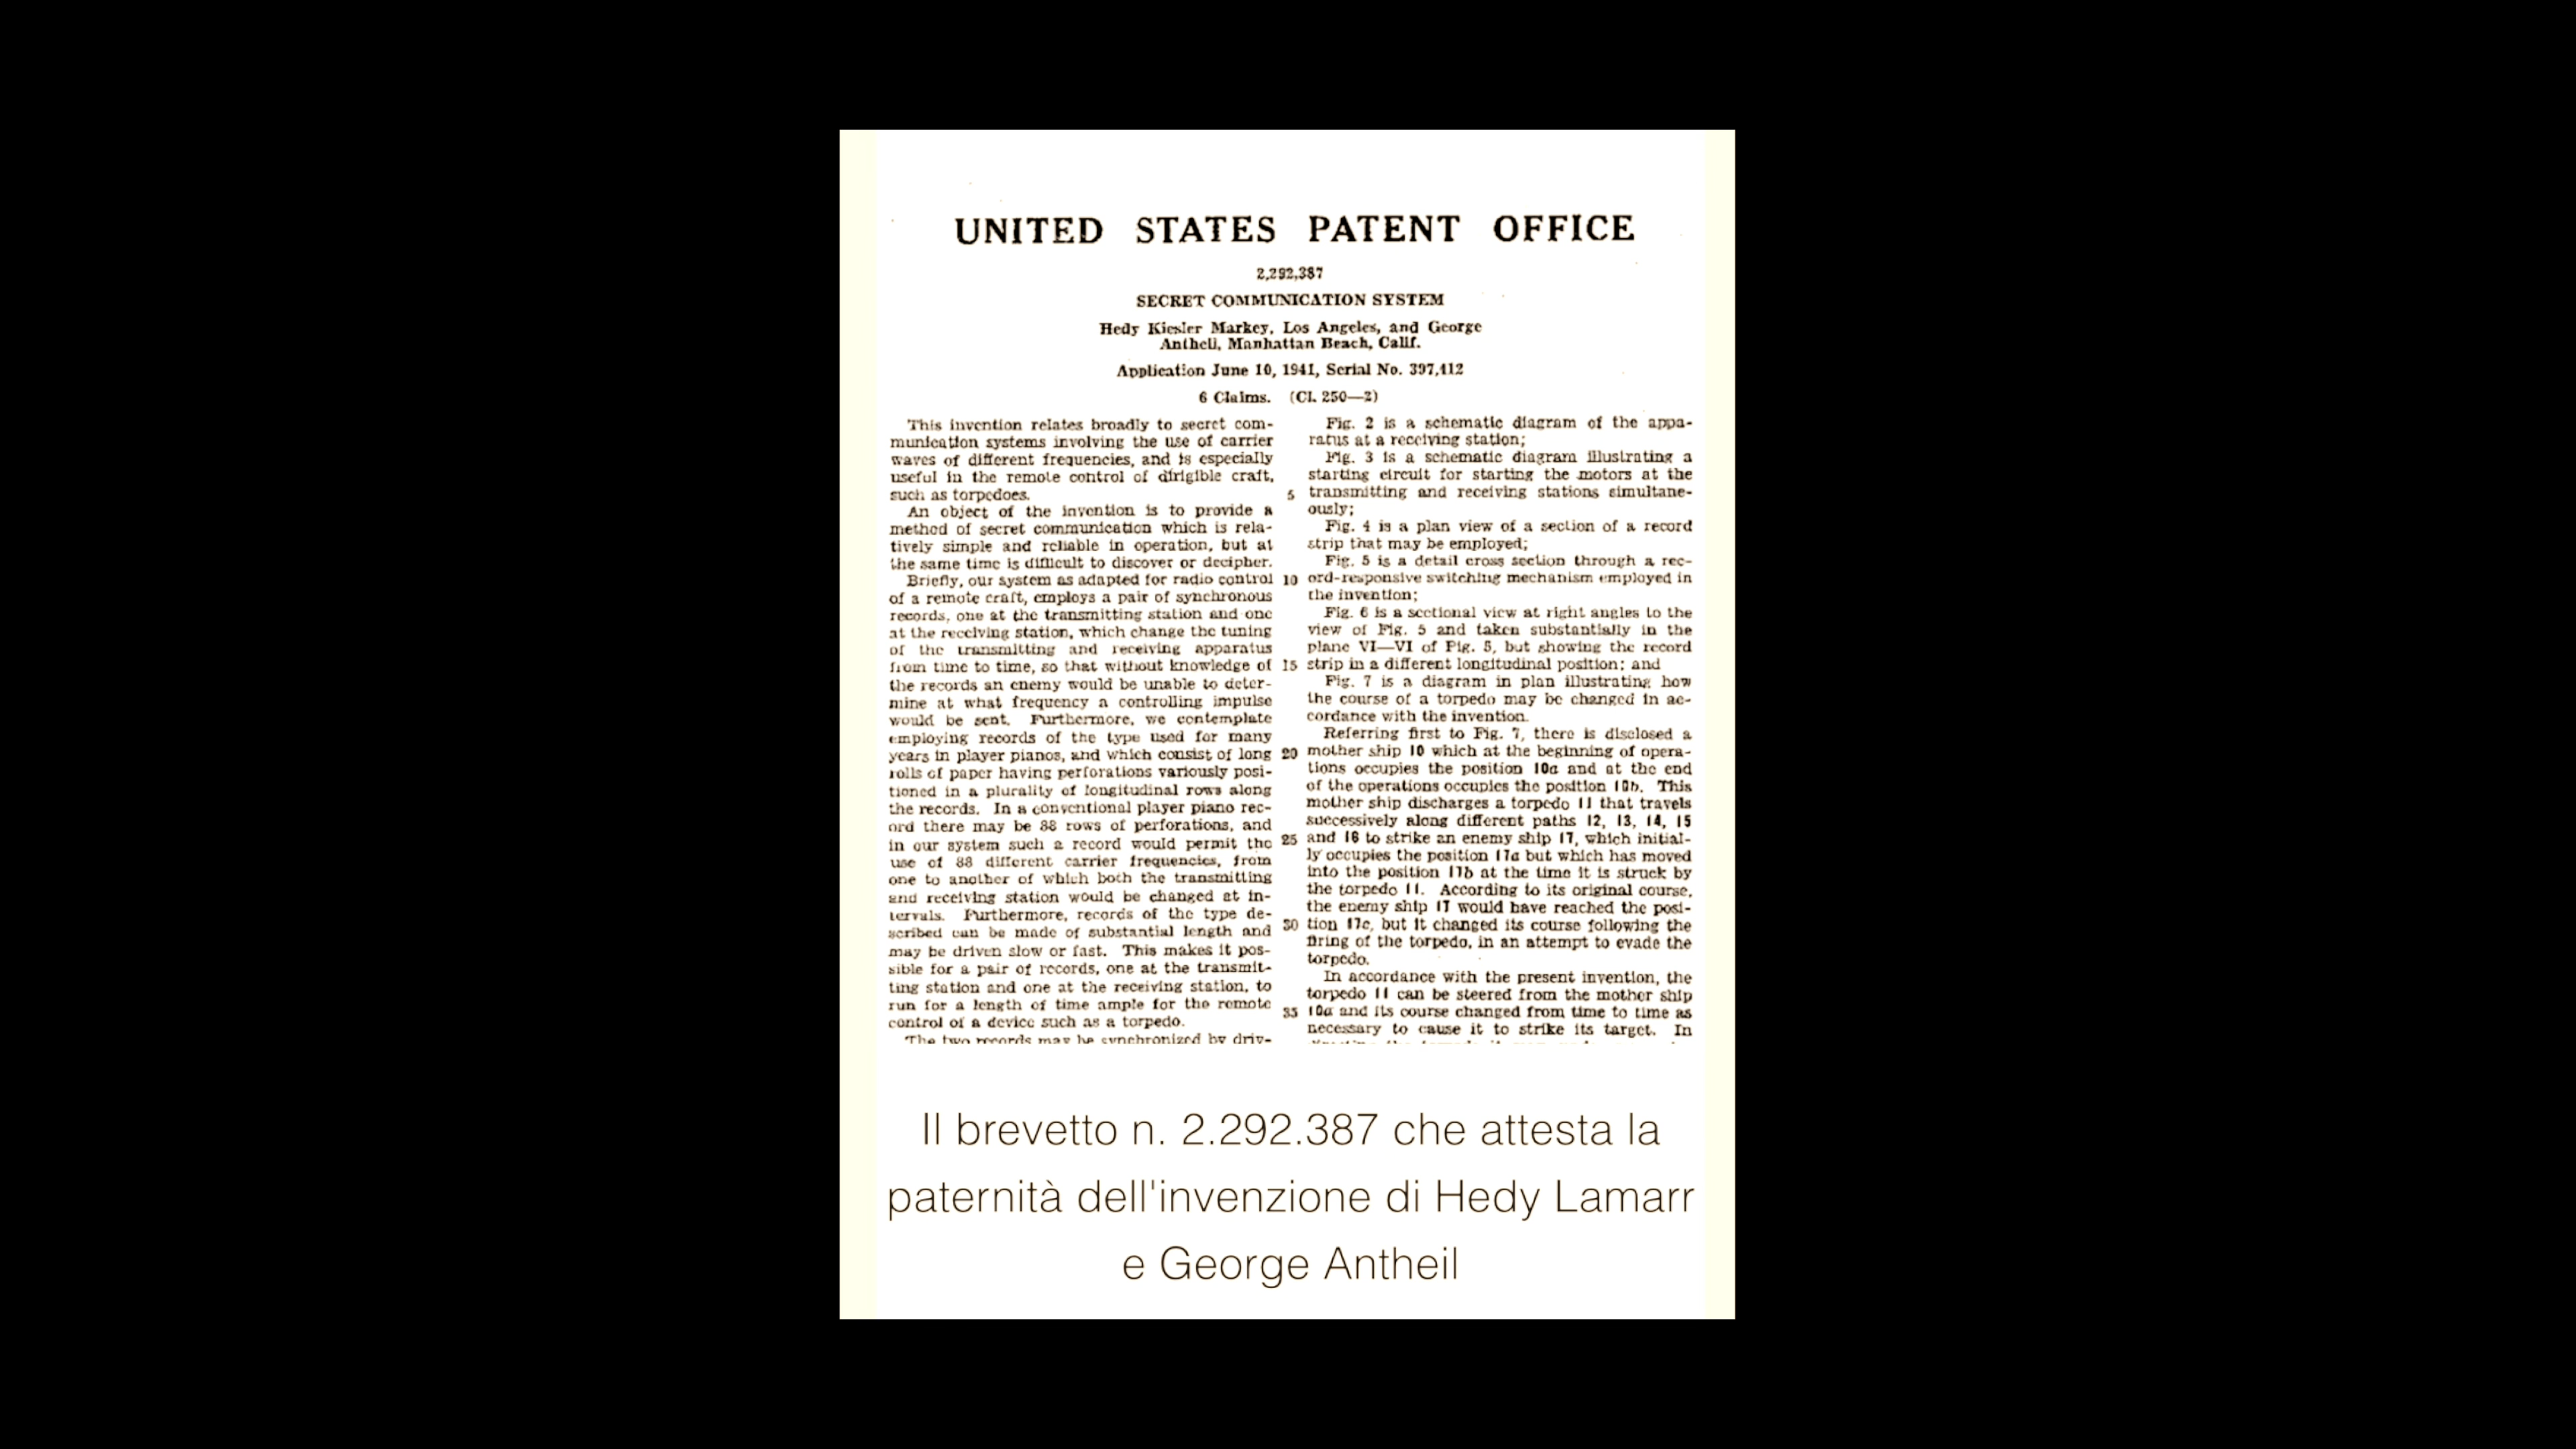 UNITED STATES PATENT OFFICE
2,292,387
SECRET COMMUNICATION SYSTEM
Hedy Kiesler Markey, Los Angeles, and George
Antheil, Manhattan Beach, Calif.
Application June 10, 1941, Serial No. 397,412
6 Claims. (Cl. 250—2)
This invention relates broadly to secret com-
munication systems involving the use of carrier
waves of different frequencies, and is especially
useful in the remote control of dirigible craft,
such as torpedoes.
An object of the invention is to provide a
method of secret communication which is rela-
tively simple and reliable in operation, but at
the same time is difficult to discover or decipher.
Briefly, our system as adapted for radio control
of a remote craft, employs a pair of synchronous
records, one at the transmitting station and one
at the receiving station, which change the tuning
of the transmitting and receiving apparatus
from time to time, so that without knowledge of
the records an enemy would be unable to deter-
mine at what frequency a controlling impulse
would be sent. Furthermore, we contemplate
employing records of the type used for many
years in player pianos, and which consist of long
rolls of paper having perforations variously posi-
tioned in a plurality of longitudinal rows along
the records. In a conventional player piano rec-
ord there may be 88 rows of perforations, and
in our system such a record would permit the
use of 88 different carrier frequencies, from
one to another of which both the transmitting
and receiving station would be changed at in-
tervals. Furthermore, records of the type de-
scribed can be made of substantial length and
may be driven slow or fast. This makes it pos-
sible for a pair of records, one at the transmit-
ting station and one at the receiving station, to
run for a length of time ample for the remote
control of a device such as a torpedo.
The two records may be synchronized by driv-
Fig. 2 is a schematic diagram of the appa-
ratus at a receiving station;
Fig. 3 is a schematic diagram illustrating a
starting circuit for starting the motors at the
5 transmitting and receiving stations simultane-
ously;
Fig. 4 is a plan view of a section of a record
strip that may be employed;
Fig. 5 is a detail cross section through a rec-
10 ord-responsive switching mechanism employed in
the invention;
Fig. 6 is a sectional view at right angles to the
view of Fig. 5 and taken substantially in the
plane VI—VI of Fig. 5, but showing the record
15 strip in a different longitudinal position; and
Fig. 7 is a diagram in plan illustrating how
the course of a torpedo may be changed in ac-
cordance with the invention.
Referring first to Fig. 7, there is disclosed a
20 mother ship 10 which at the beginning of opera-
tions occupies the position 10a and at the end
of the operations occupies the position 10b. This
mother ship discharges a torpedo 11 that travels
successively along different paths 12, 13, 14, 15
25 and 16 to strike an enemy ship 17, which initial-
ly occupies the position 17a but which has moved
into the position 17b at the time it is struck by
the torpedo 11. According to its original course,
the enemy ship 17 would have reached the posi-
30 tion 17c, but it changed its course following the
firing of the torpedo, in an attempt to evade the
torpedo.
In accordance with the present invention, the
torpedo 11 can be steered from the mother ship
35 10a and its course changed from time to time as
necessary to cause it to strike its target. In
Il brevetto n. 2.292.387 che attesta la
paternità dell'invenzione di Hedy Lamarr
e George Antheil